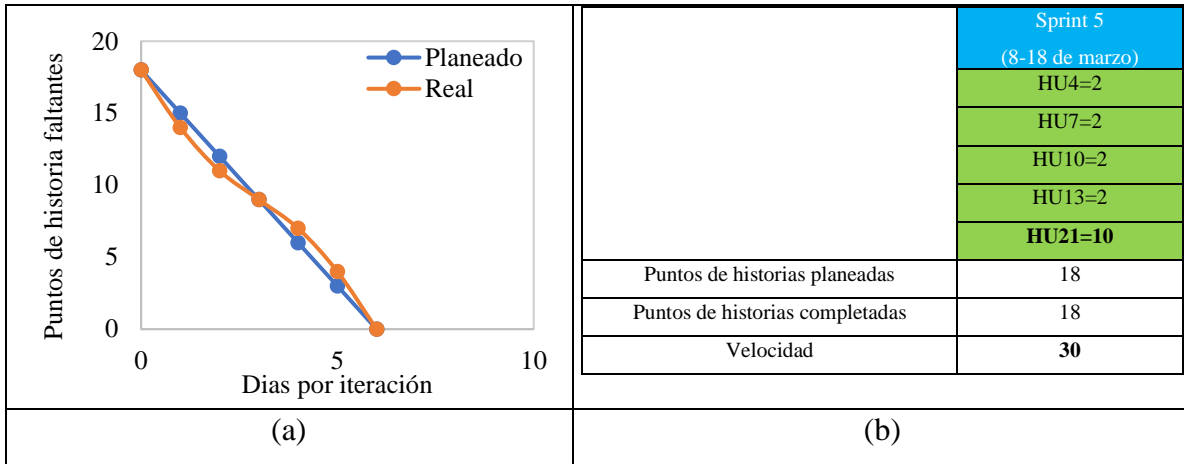 20
15
10
5
0
0
5
10
Puntos de historia faltantes
Dias por iteración
Planeado
Real
(a)
Sprint 5
(8-18 de marzo)
HU4=2
HU7=2
HU10=2
HU13=2
HU21=10
Puntos de historias planeadas 18
Puntos de historias completadas 18
Velocidad 30
(b)